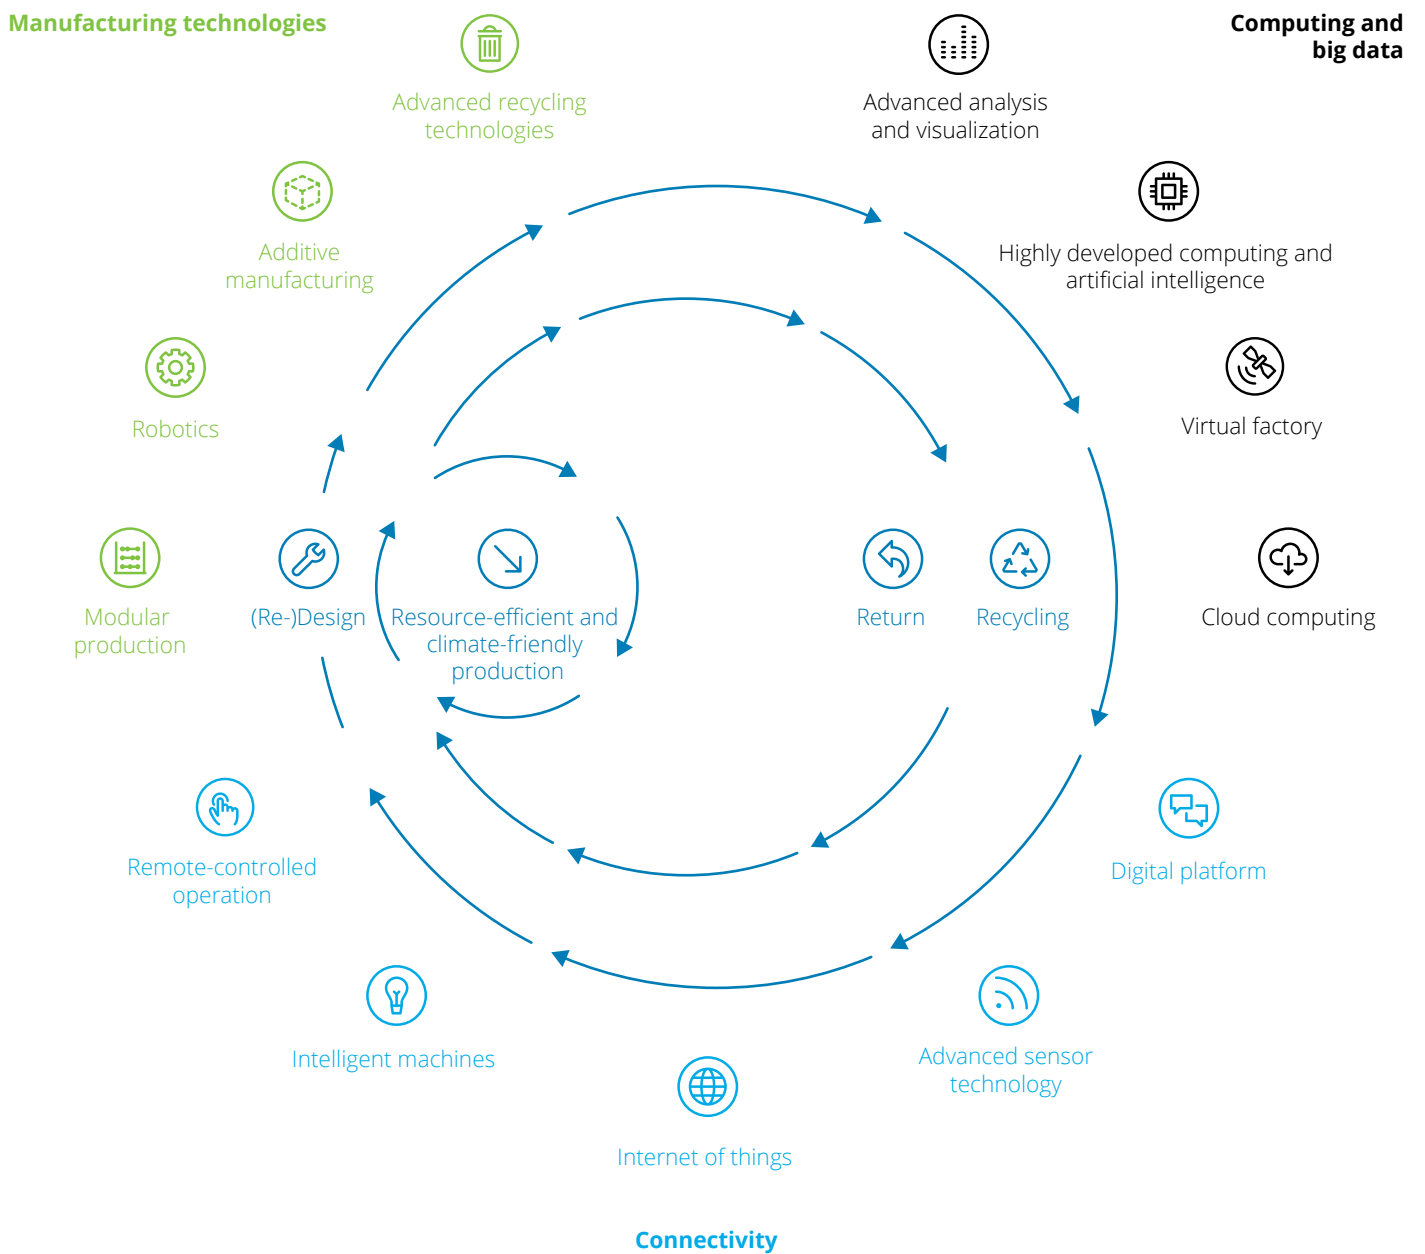 Manufacturing technologies
Computing and
big data
Advanced recycling
technologies
Advanced analysis
and visualization
Additive
manufacturing
Highly developed computing and
artificial intelligence
Robotics
Virtual factory
Modular
production
(Re-)Design
Resource-efficient and
climate-friendly
production
Return
Recycling
Cloud computing
Remote-controlled
operation
Digital platform
Intelligent machines
Advanced sensor
technology
Internet of things
Connectivity